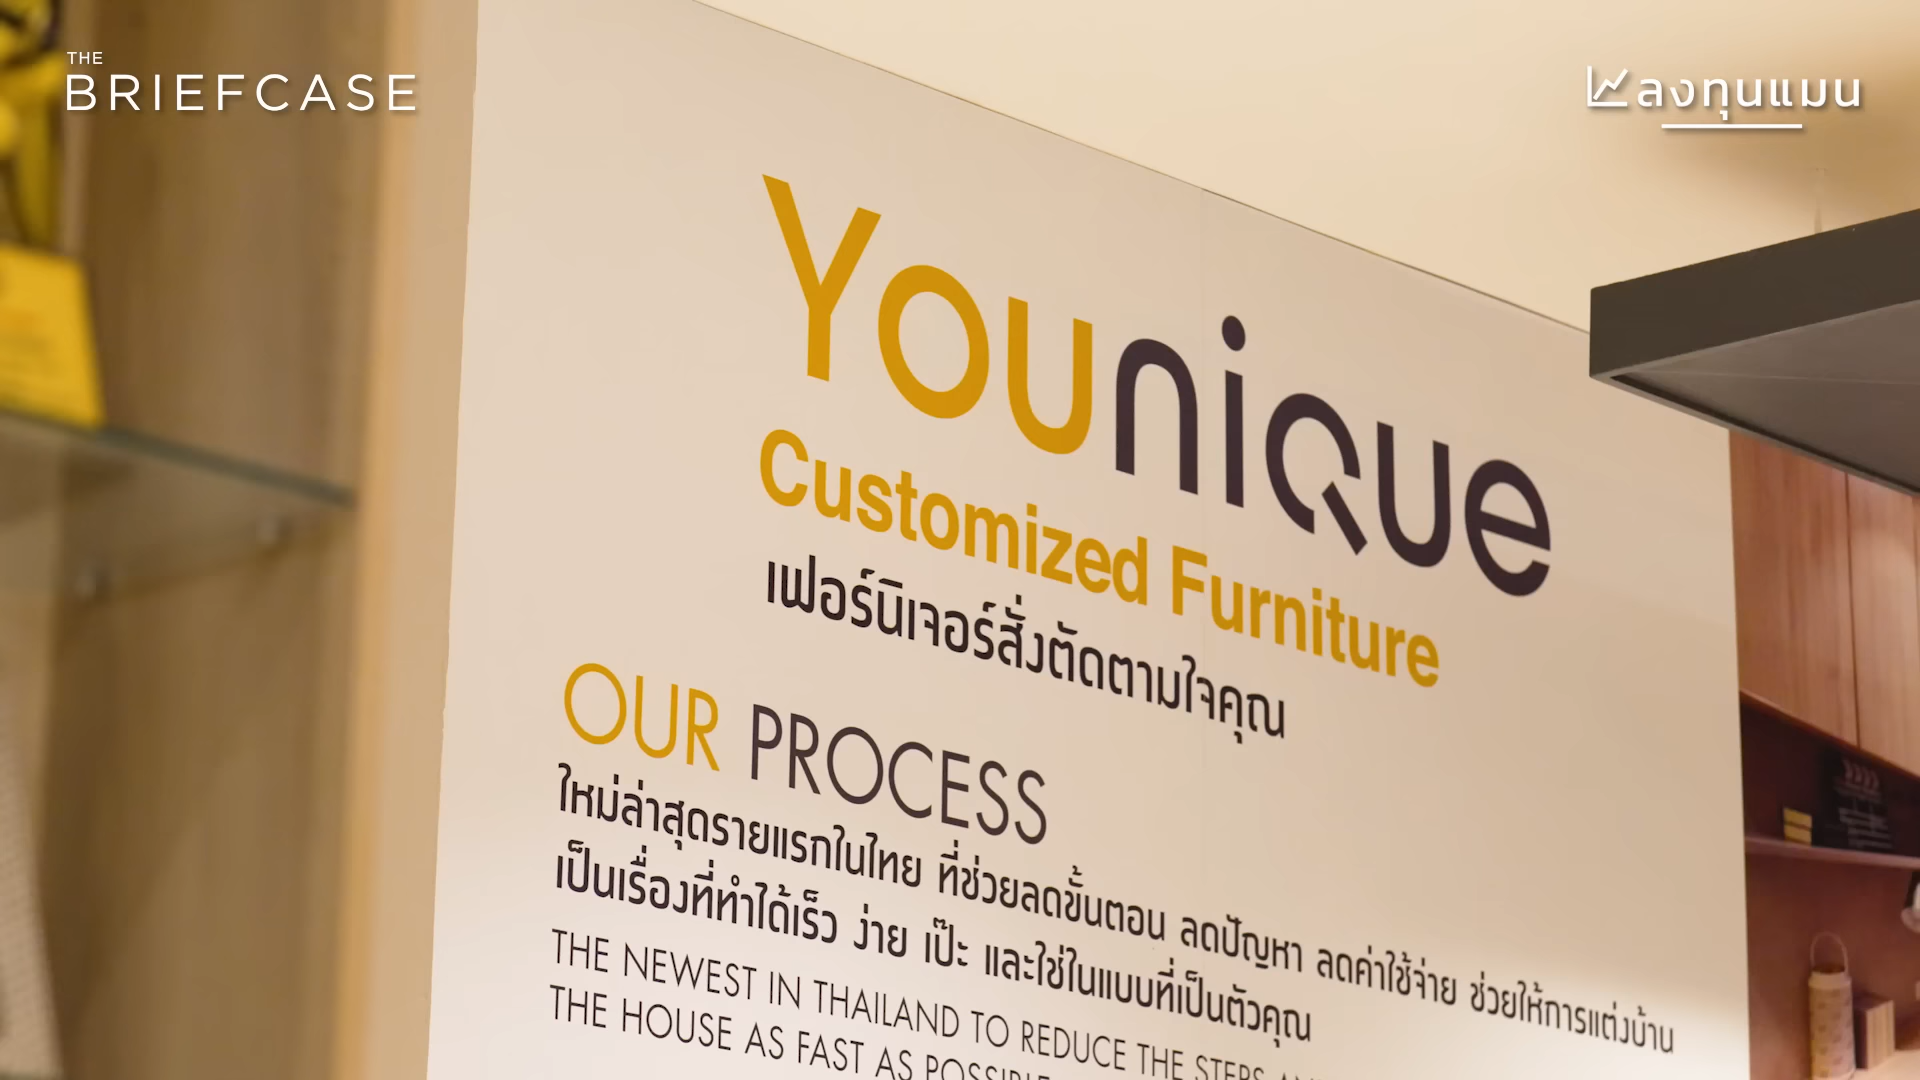 THE
BRIEFCASE
ลงทุนแมน
Younique
Customized Furniture
เฟอร์นิเจอร์สั่งตัดตามใจคุณ
OUR PROCESS
ใหม่ล่าสุดรายแรกในไทย ที่ช่วยลดขั้นตอน ลดปัญหา ลดค่าใช้จ่าย ช่วยให้การแต่งบ้าน
เป็นเรื่องที่ทำได้เร็ว ง่าย เป๊ะ และใช่ในแบบที่เป็นตัวคุณ
THE NEWEST IN THAILAND TO REDUCE THE STEPS
THE HOUSE AS FAST AS POSSIBLE